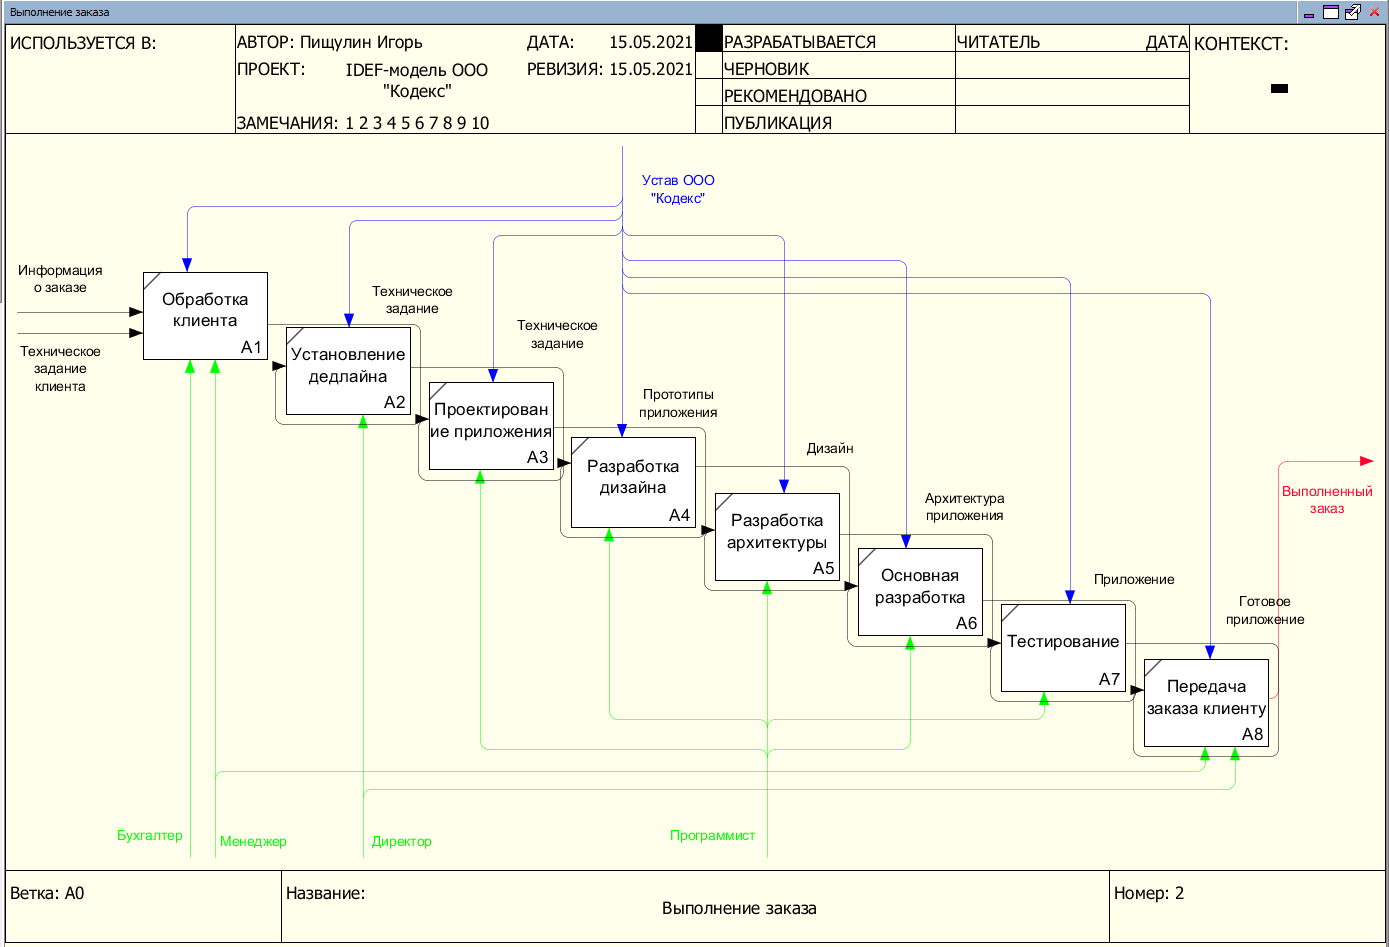 Выполнение заказа
ИСПОЛЬЗУЕТСЯ В:
АВТОР: Пищулин Игорь
ДАТА: 15.05.2021
ПРОЕКТ: IDEF-модель ООО
"Кодекс"
РЕВИЗИЯ: 15.05.2021
ЗАМЕЧАНИЯ: 1 2 3 4 5 6 7 8 9 10
РАЗРАБАТЫВАЕТСЯ
ЧЕРНОВИК
РЕКОМЕНДОВАНО
ПУБЛИКАЦИЯ
ЧИТАТЕЛЬ
ДАТА
КОНТЕКСТ:
Устав ООО
"Кодекс"
Информация
о заказе
Техническое
задание
клиента
Обработка
клиента
A1
Техническое
задание
Установление
дедлайна
A2
Техническое
задание
Проектирован
ие приложения
A3
Прототипы
приложения
Разработка
дизайна
A4
Дизайн
Разработка
архитектуры
A5
Архитектура
приложения
Основная
разработка
A6
Приложение
Тестирование
A7
Готовое
приложение
Передача
заказа клиенту
A8
Выполненный
заказ
Бухгалтер
Менеджер
Директор
Программист
Ветка: A0
Название:
Выполнение заказа
Номер: 2